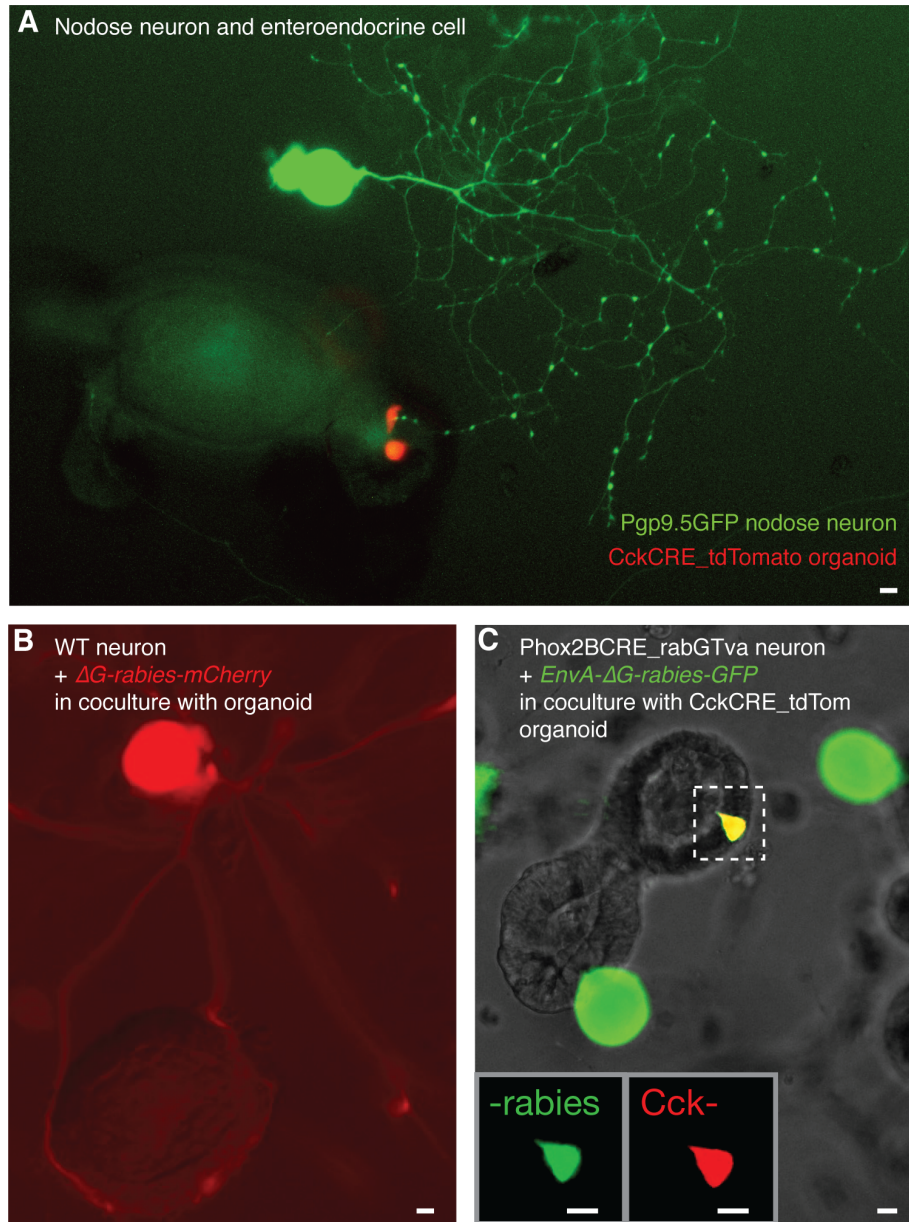 A Nodose neuron and enteroendocrine cell
Pgp9.5GFP nodose neuron
CckCRE_tdTomato organoid
B WT neuron
+ ΔG-rabies-mCherry
in coculture with organoid
C Phox2BCRE_rabGTva neuron
+ EnvA-ΔG-rabies-GFP
in coculture with CckCRE_tdTom
organoid
-rabies
Cck-